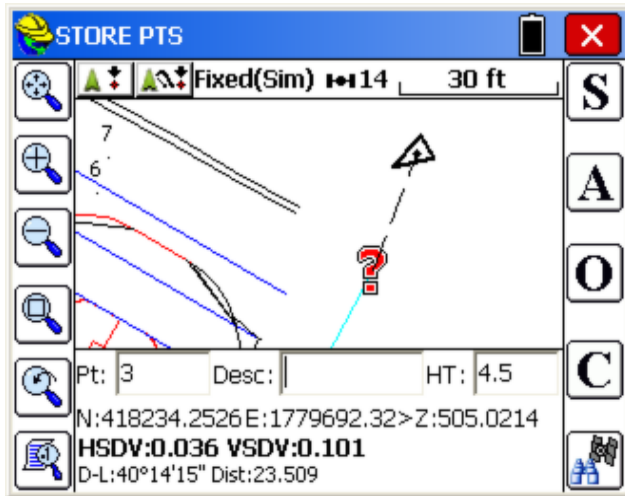 STORE PTS
Fixed(Sim) 14 30 ft
S
7
6
A
?
O
Pt: 3 Desc: HT: 4.5
C
N:418234.2526 E:1779692.32>Z:505.0214
HSDV:0.036 VSDV:0.101
D-L:40°14'15" Dist:23.509